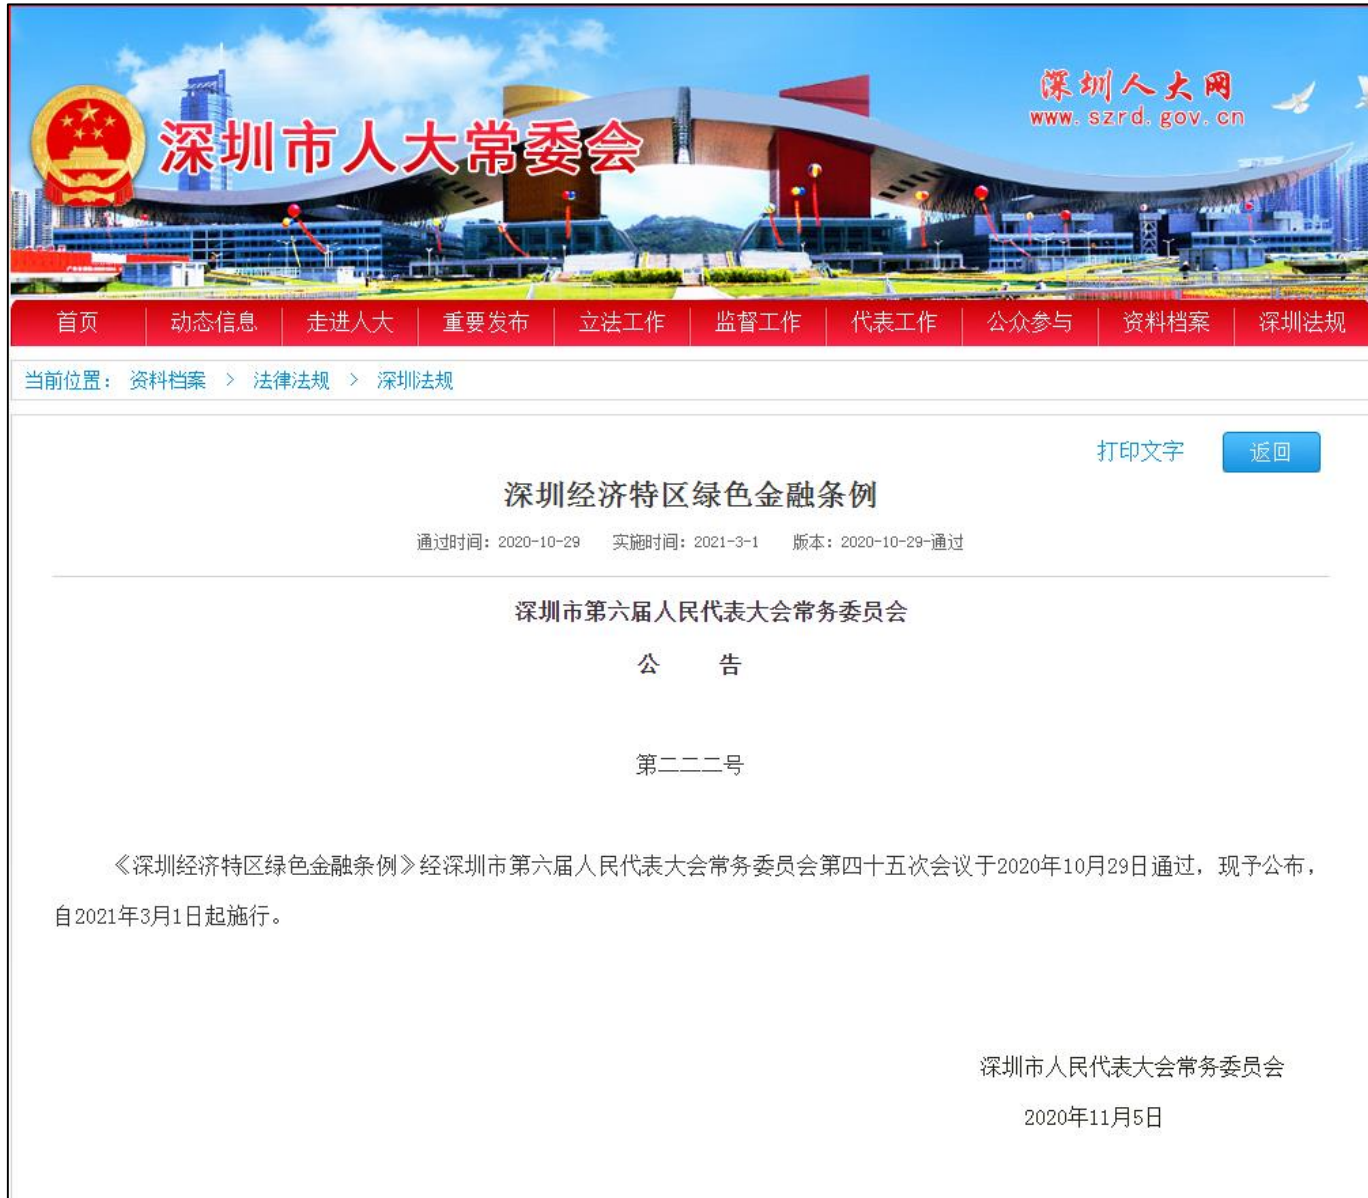 深圳人大网
www.szrd.gov.cn
深圳市人大常委会
首页 动态信息 走进人大 重要发布 立法工作 监督工作 代表工作 公众参与 资料档案 深圳法规
当前位置： 资料档案 > 法律法规 > 深圳法规
打印文字 返回
深圳经济特区绿色金融条例
通过时间：2020-10-29 实施时间：2021-3-1 版本：2020-10-29-通过
深圳市第六届人民代表大会常务委员会
公 告
第二二二号
《深圳经济特区绿色金融条例》经深圳市第六届人民代表大会常务委员会第四十五次会议于2020年10月29日通过，现予公布，
自2021年3月1日起施行。
深圳市人民代表大会常务委员会
2020年11月5日